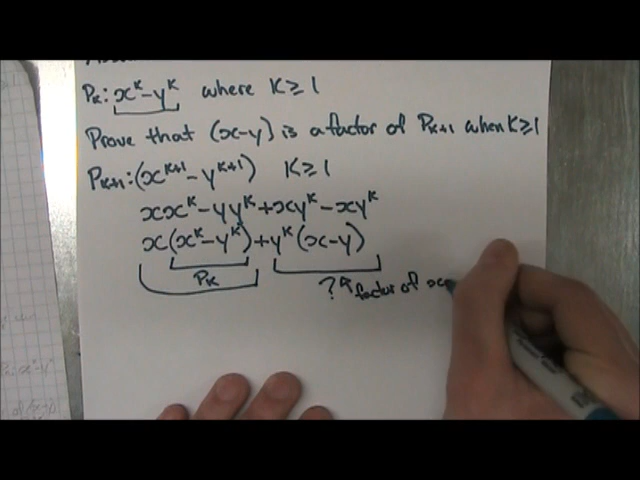 Pk: x^k - y^k where K ≥ 1
Prove that (x-y) is a factor of Pk+1 when K ≥ 1
Pk+1: (x^k+1 - y^k+1) K ≥ 1
xx^k - yy^k + xy^k - xy^k
x(x^k - y^k) + y^k(x-y)
Pk
? factor of